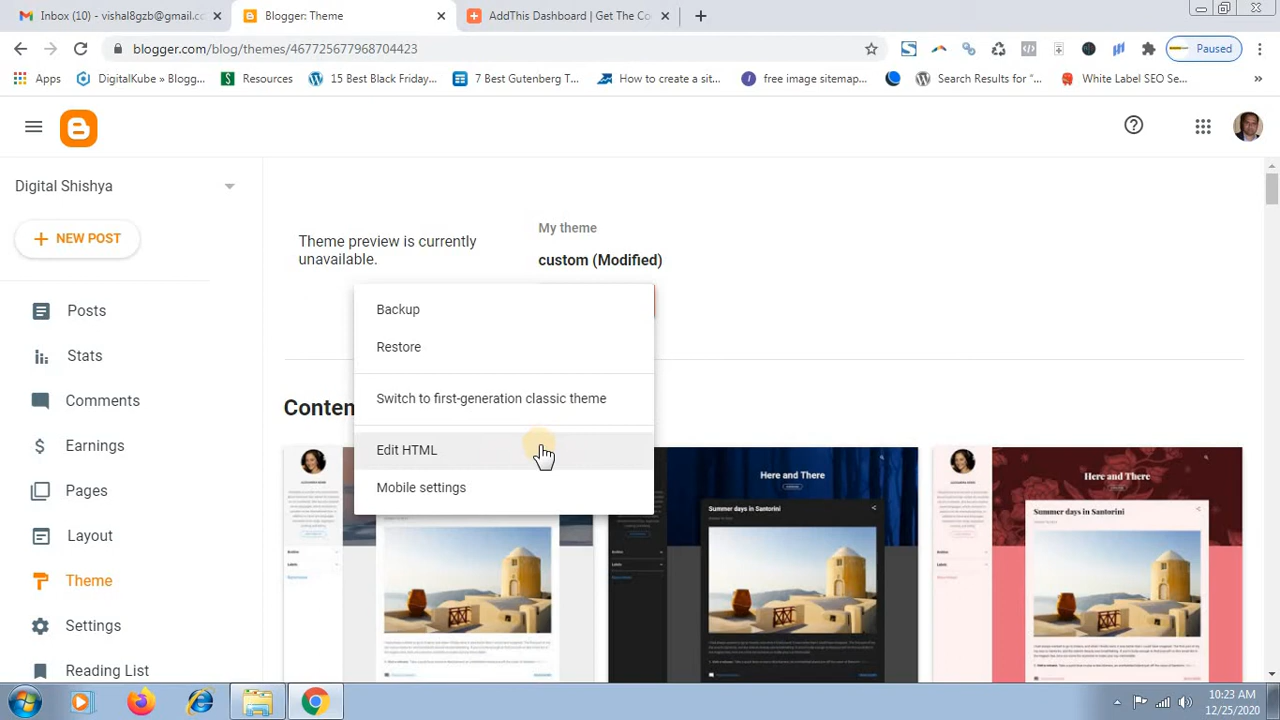 Inbox (10) - vishal8gzb@gmail.cc
Blogger: Theme
AddThis Dashboard | Get The Co
blogger.com/blog/themes/467725677968704423
Paused
Apps
DigitalKube » Bloo...
Resources
15 Best Black Friday...
7 Best Gutenberg T...
How to create a sit...
free image sitemap...
Search Results for "...
White Label SEO Se...
»
Digital Shishya
NEW POST
Theme preview is currently
unavailable.
My theme
custom (Modified)
Posts
Stats
Comments
Earnings
Pages
Layout
Theme
Settings
List
Backup
Restore
Switch to first-generation classic theme
Edit HTML
Mobile settings
Conten
Here and There
Summer days in Santorini
Here and There
Summer days in Santorini
10:23 AM
12/25/2020